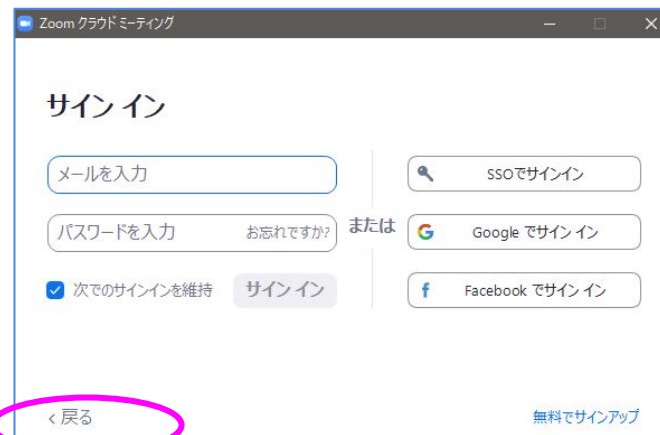 Zoom クラウド ミーティング
サイン イン
メールを入力
パスワードを入力 お忘れですか?
次でのサインインを維持 サイン イン
または
SSOでサインイン
Google でサイン イン
Facebook でサイン イン
< 戻る
無料でサインアップ